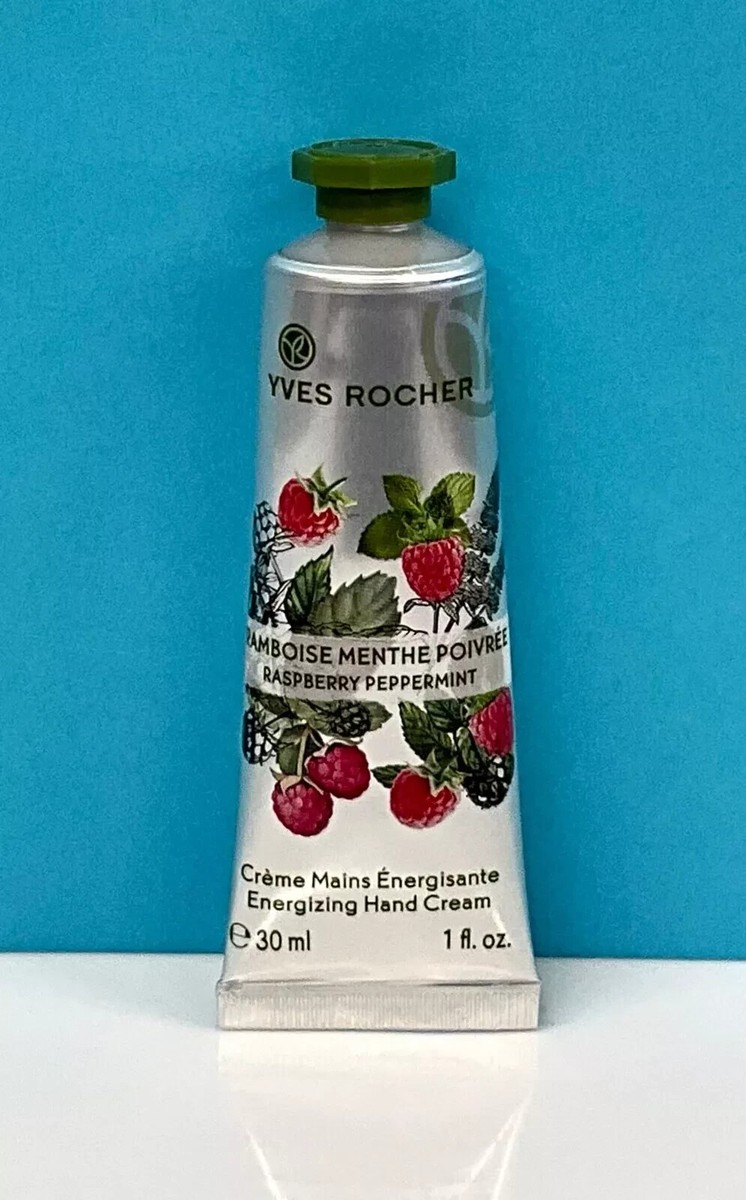 YVES ROCHER
RAMBOISE MENTHE POIVRÉE
RASPBERRY PEPPERMINT
Crème Mains Énergisante
Energizing Hand Cream
℮ 30 ml 1 fl. oz.